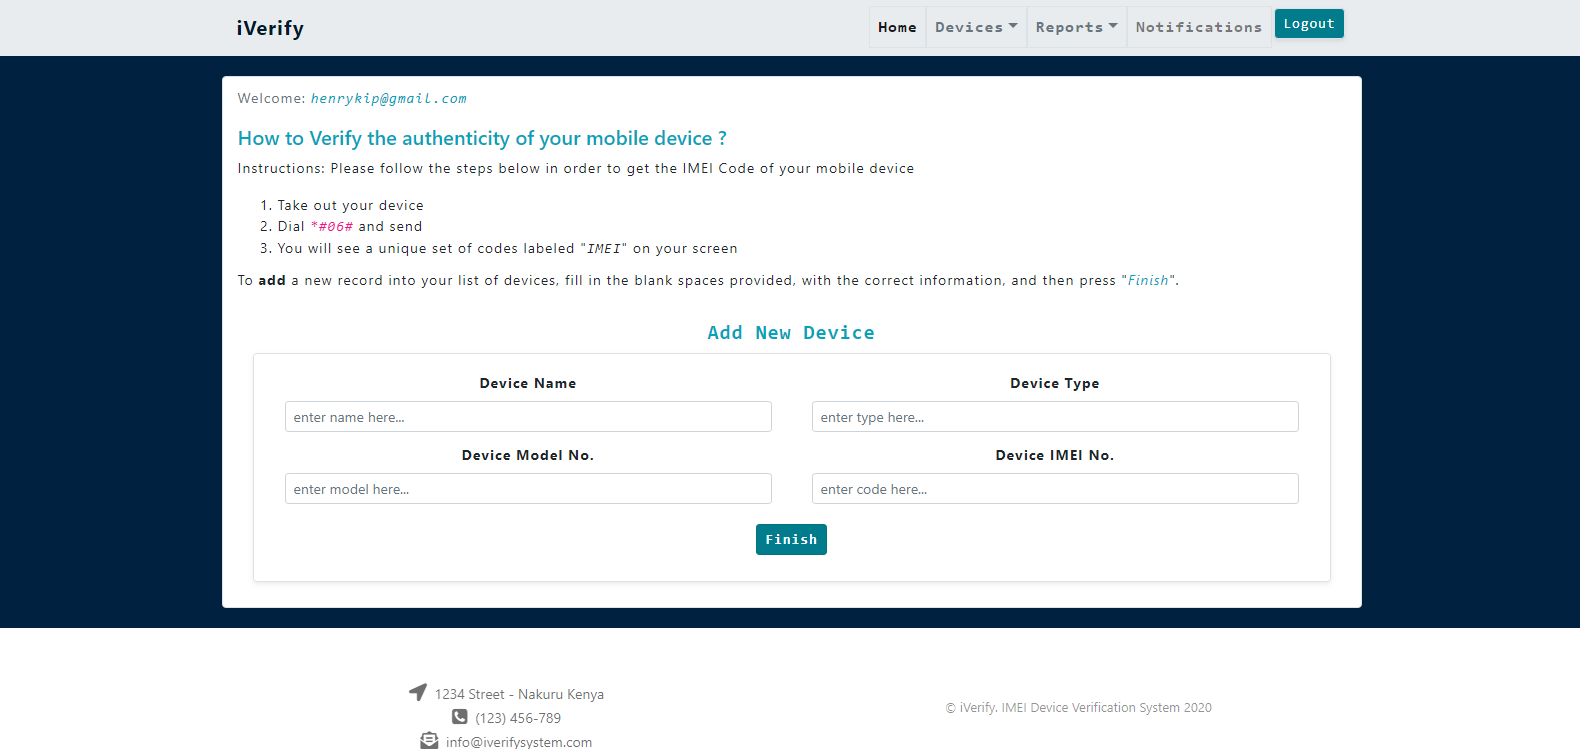 iVerify
Home Devices Reports Notifications Logout
Welcome: henrykip@gmail.com
How to Verify the authenticity of your mobile device ?
Instructions: Please follow the steps below in order to get the IMEI Code of your mobile device
1. Take out your device
2. Dial *#06# and send
3. You will see a unique set of codes labeled "IMEI" on your screen
To add a new record into your list of devices, fill in the blank spaces provided, with the correct information, and then press "Finish".
Add New Device
Device Name Device Type
enter name here... enter type here...
Device Model No. Device IMEI No.
enter model here... enter code here...
Finish
1234 Street - Nakuru Kenya
(123) 456-789
info@iverifysystem.com
© iVerify. IMEI Device Verification System 2020